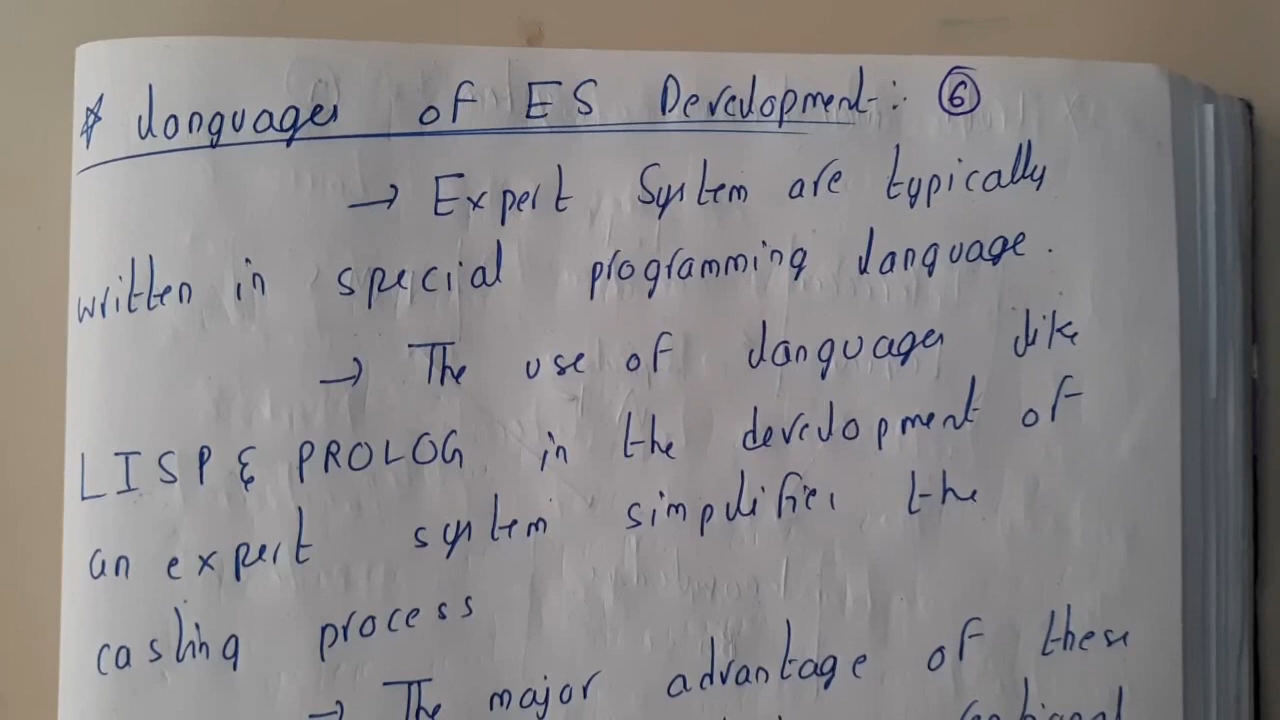 * Languages of ES Development :- 6
→ Expert System are typically
written in special programming language.
→ The use of languages like
LISP & PROLOG in the development of
an expert system simplifies the
casting process
→ The major advantage of these